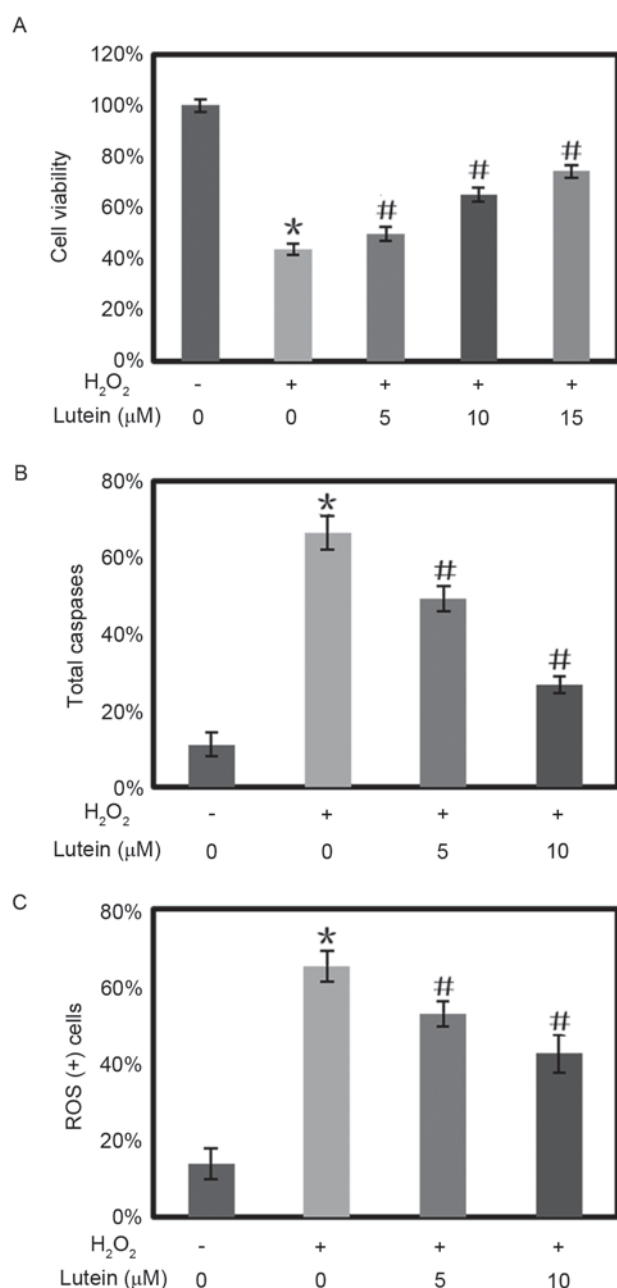 A
120%
100%
80%
60%
40%
20%
0%
Cell viability
* # # #
H₂O₂ - + + + +
Lutein (μM) 0 0 5 10 15
B
80%
60%
40%
20%
0%
Total caspases
* # #
H₂O₂ - + + +
Lutein (μM) 0 0 5 10
C
80%
60%
40%
20%
0%
ROS (+) cells
* # #
H₂O₂ - + + +
Lutein (μM) 0 0 5 10